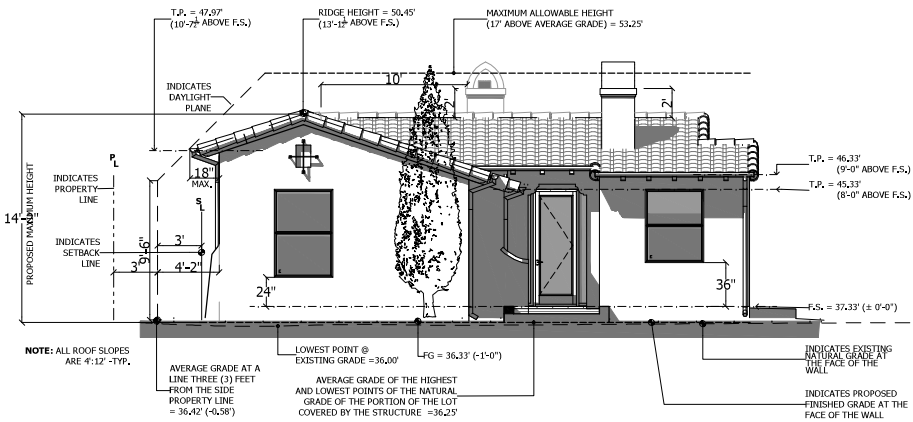 T.P. = 47.97'
(10'-7½" ABOVE F.S.)
RIDGE HEIGHT = 50.45'
(13'-1½" ABOVE F.S.)
MAXIMUM ALLOWABLE HEIGHT
(17' ABOVE AVERAGE GRADE) = 53.25'
INDICATES
DAYLIGHT
PLANE
10'
2'
2'
PL
INDICATES
PROPERTY
LINE
18"
MAX.
SL
T.P. = 46.33'
(9'-0" ABOVE F.S.)
T.P. = 45.33'
(8'-0" ABOVE F.S.)
PROPOSED MAXIMUM HEIGHT
INDICATES
SETBACK
LINE
9'-6"
3'
3'
4'-2"
24"
36"
F.S. = 37.33' (± 0'-0")
NOTE: ALL ROOF SLOPES
ARE 4':12' -TYP.
LOWEST POINT @
EXISTING GRADE =36.00'
FG = 36.33' (-1'-0")
INDICATES EXISTING
NATURAL GRADE AT
THE FACE OF THE
WALL
AVERAGE GRADE AT A
LINE THREE (3) FEET
FROM THE SIDE
PROPERTY LINE
= 36.42' (-0.58')
AVERAGE GRADE OF THE HIGHEST
AND LOWEST POINTS OF THE NATURAL
GRADE OF THE PORTION OF THE LOT
COVERED BY THE STRUCTURE =36.25'
INDICATES PROPOSED
FINISHED GRADE AT THE
FACE OF THE WALL